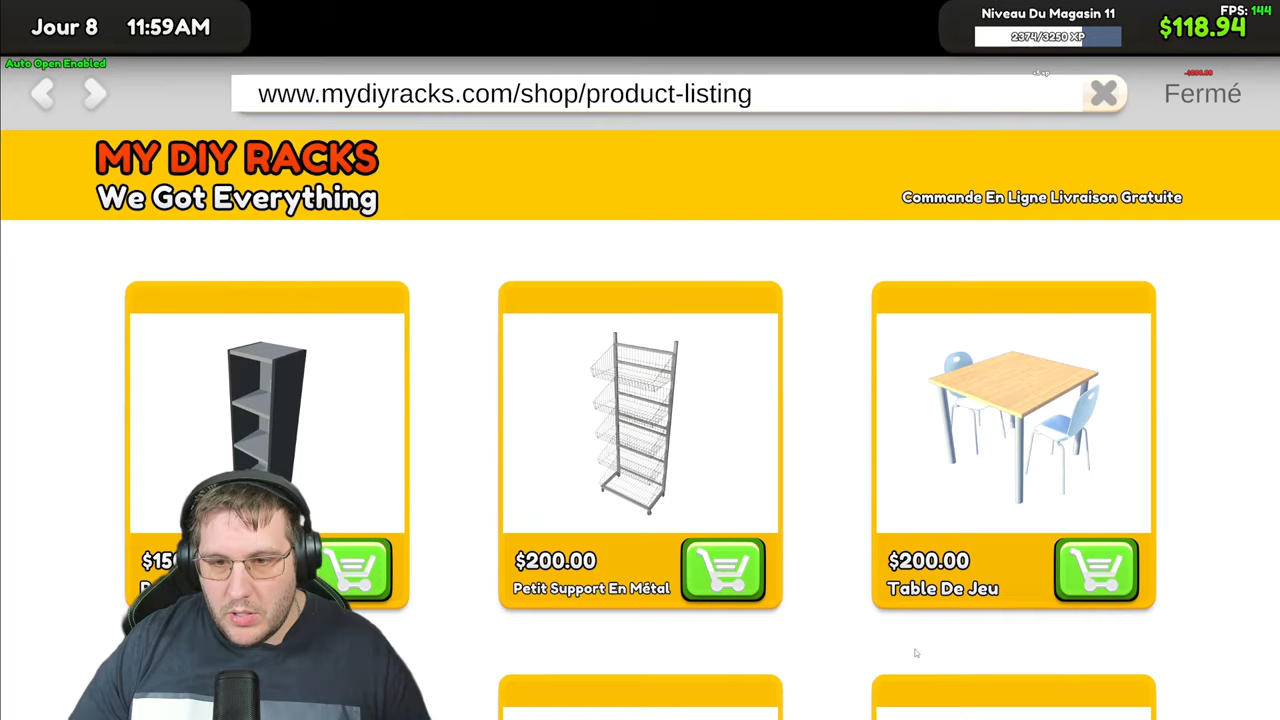 FPS: 144
Jour 8 11:59AM
Niveau Du Magasin 11
2374/3250 XP
$118.94
Auto Open Enabled
www.mydiyracks.com/shop/product-listing
Fermé
MY DIY RACKS
We Got Everything
Commande En Ligne Livraison Gratuite
$200.00
Petit Support En Métal
$200.00
Table De Jeu